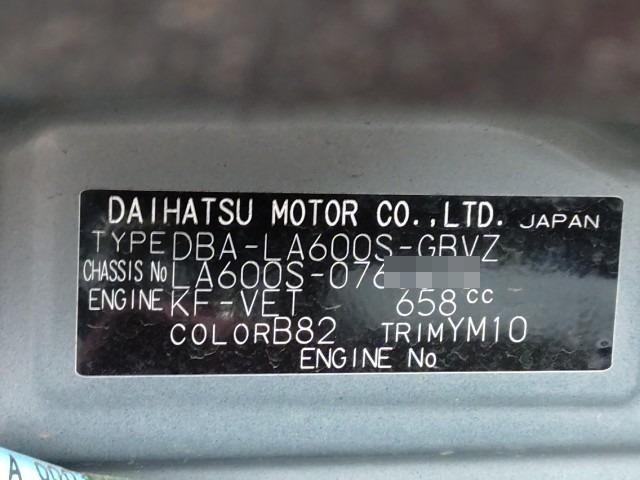 DAIHATSU MOTOR CO.,LTD. JAPAN
TYPE DBA-LA600S-GBVZ
CHASSIS No LA600S-076
ENGINE KF-VET 658cc
COLOR B82 TRIM YM10
ENGINE No